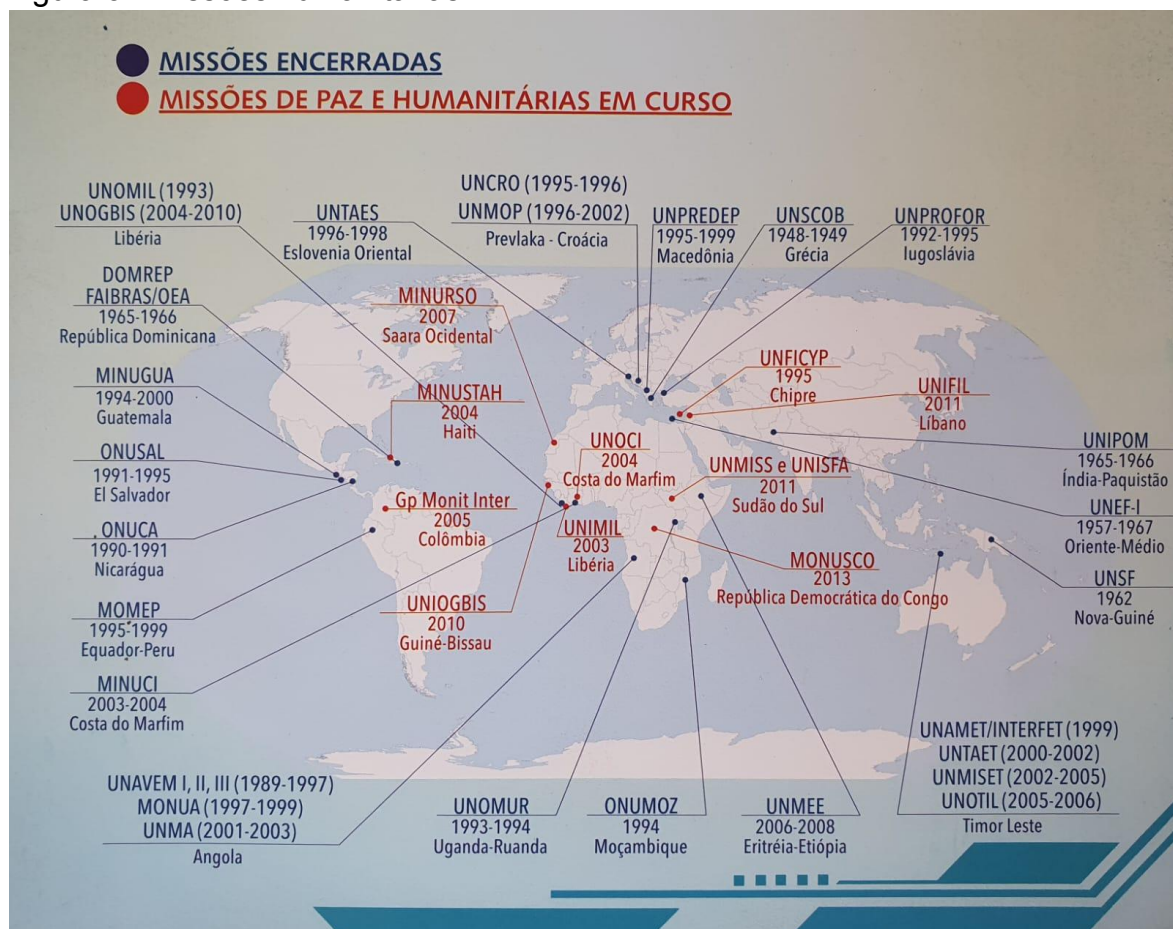 MISSÕES ENCERRADAS
MISSÕES DE PAZ E HUMANITÁRIAS EM CURSO
UNOMIL (1993)
UNOGBIS (2004-2010)
Libéria
UNTAES
1996-1998
Eslovenia Oriental
UNCRO (1995-1996)
UNMOP (1996-2002)
Prevlaka - Croácia
UNPREDEP
1995-1999
Macedônia
UNSCOB
1948-1949
Grécia
UNPROFOR
1992-1995
Iugoslávia
DOMREP
FAIBRAS/OEA
1965-1966
República Dominicana
MINURSO
2007
Saara Ocidental
MINUGUA
1994-2000
Guatemala
MINUSTAH
2004
Haiti
UNFICYP
1995
Chipre
UNIFIL
2011
Líbano
ONUSAL
1991-1995
El Salvador
UNOCI
2004
Costa do Marfim
UNMISS e UNISFA
2011
Sudão do Sul
UNIPOM
1965-1966
Índia-Paquistão
Gp Monit Inter
2005
Colômbia
UNIMIL
2003
Libéria
UNEF-I
1957-1967
Oriente-Médio
ONUCA
1990-1991
Nicarágua
MONUSCO
2013
República Democrática do Congo
UNSF
1962
Nova-Guiné
MOMEP
1995-1999
Equador-Peru
UNIOGBIS
2010
Guiné-Bissau
MINUCI
2003-2004
Costa do Marfim
UNAVEM I, II, III (1989-1997)
MONUA (1997-1999)
UNMA (2001-2003)
Angola
UNOMUR
1993-1994
Uganda-Ruanda
ONUMOZ
1994
Moçambique
UNMEE
2006-2008
Eritréia-Etiópia
UNAMET/INTERFET (1999)
UNTAET (2000-2002)
UNMISET (2002-2005)
UNOTIL (2005-2006)
Timor Leste